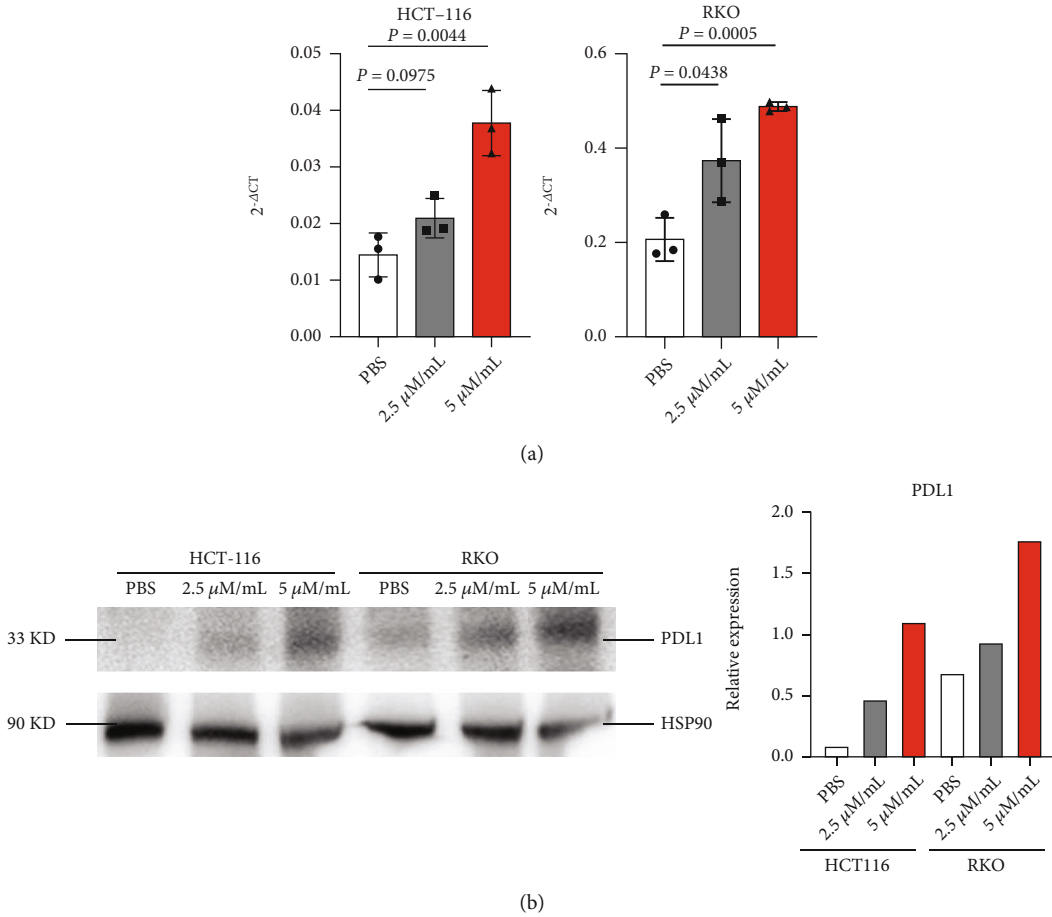 HCT–116
P = 0.0044
P = 0.0975
0.05
0.04
0.03
0.02
0.01
0.00
2-ΔCT
PBS
2.5 μM/mL
5 μM/mL
RKO
P = 0.0005
P = 0.0438
0.6
0.4
0.2
0.0
2-ΔCT
PBS
2.5 μM/mL
5 μM/mL
(a)
HCT-116 RKO
PBS 2.5 μM/mL 5 μM/mL PBS 2.5 μM/mL 5 μM/mL
33 KD PDL1
90 KD HSP90
PDL1
2.0
1.5
1.0
0.5
0.0
Relative expression
PBS
2.5 μM/mL
5 μM/mL
PBS
2.5 μM/mL
5 μM/mL
HCT116 RKO
(b)